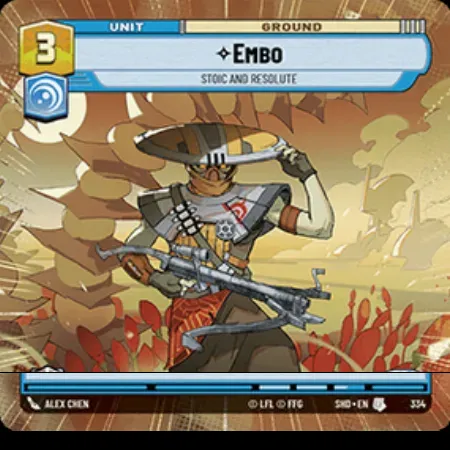 UNIT GROUND
3 ✧EMBO
STOIC AND RESOLUTE
ALEX CHEN © LFL © FFG SHD • EN 334